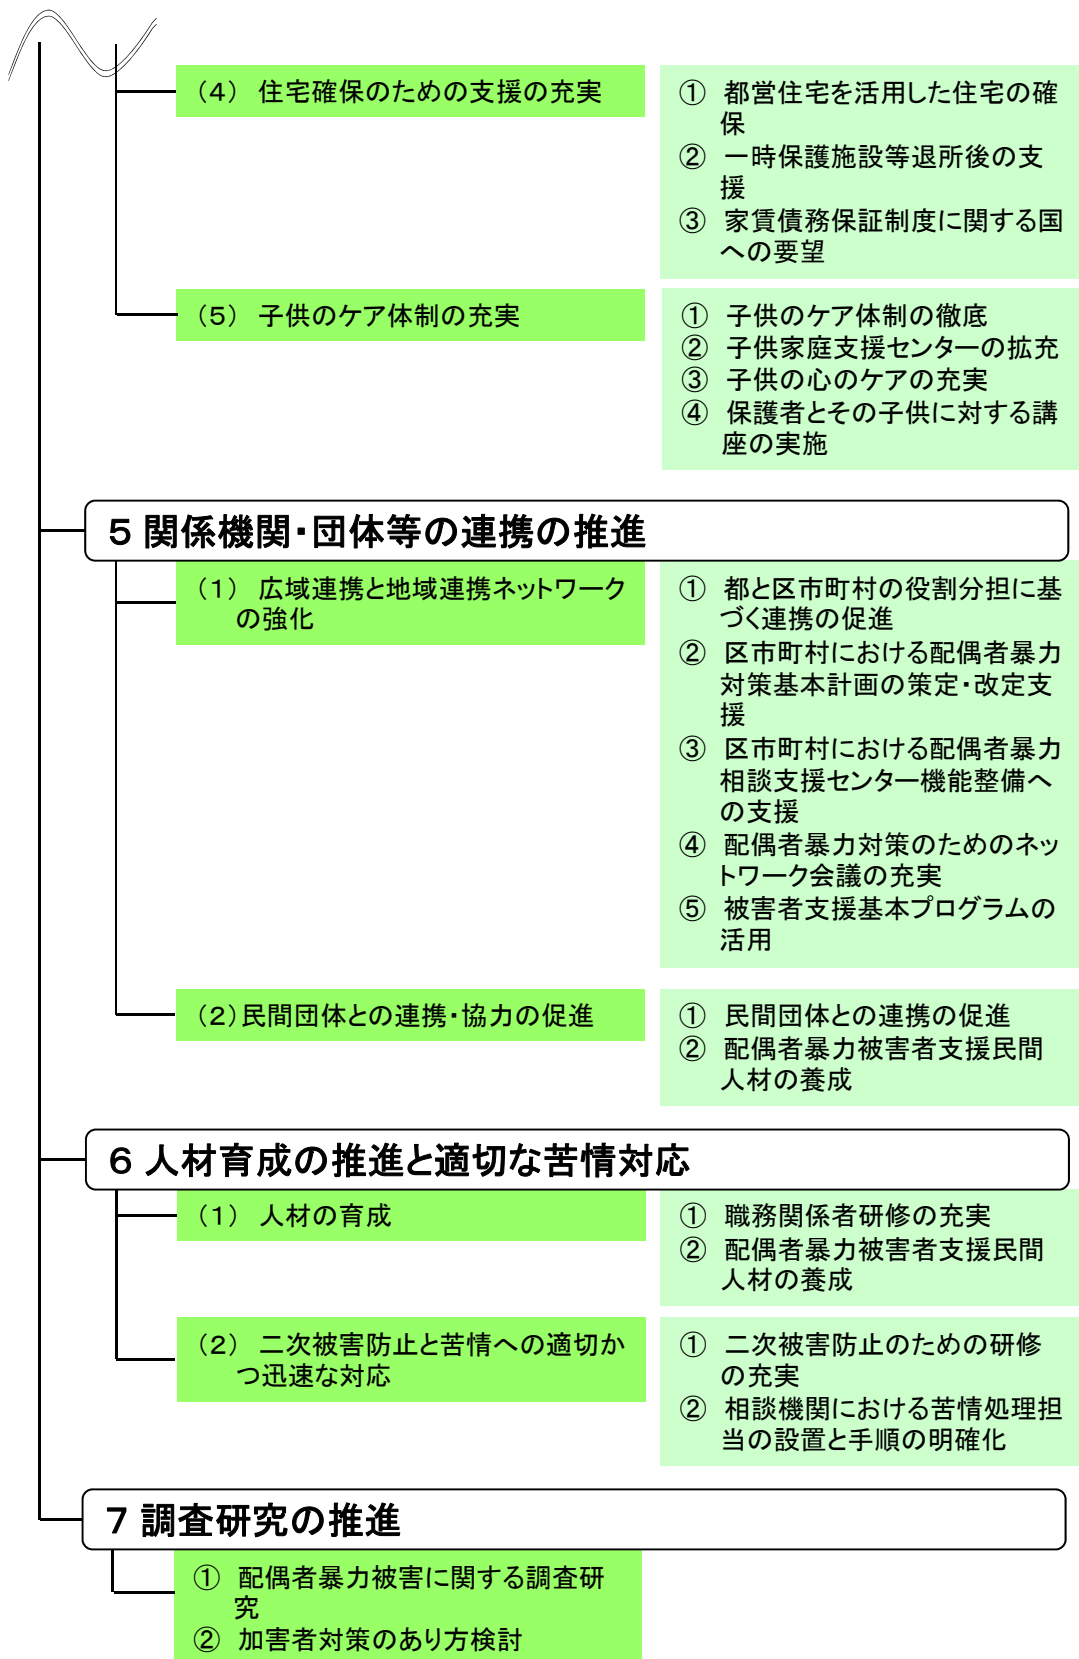 （４） 住宅確保のための支援の充実
① 都営住宅を活用した住宅の確
保
② 一時保護施設等退所後の支
援
③ 家賃債務保証制度に関する国
への要望
（５） 子供のケア体制の充実
① 子供のケア体制の徹底
② 子供家庭支援センターの拡充
③ 子供の心のケアの充実
④ 保護者とその子供に対する講
座の実施
５ 関係機関・団体等の連携の推進
（１） 広域連携と地域連携ネットワーク
の強化
① 都と区市町村の役割分担に基
づく連携の促進
② 区市町村における配偶者暴力
対策基本計画の策定・改定支
援
③ 区市町村における配偶者暴力
相談支援センター機能整備へ
の支援
④ 配偶者暴力対策のためのネッ
トワーク会議の充実
⑤ 被害者支援基本プログラムの
活用
（２）民間団体との連携・協力の促進
① 民間団体との連携の促進
② 配偶者暴力被害者支援民間
人材の養成
６ 人材育成の推進と適切な苦情対応
（１） 人材の育成
① 職務関係者研修の充実
② 配偶者暴力被害者支援民間
人材の養成
（２） 二次被害防止と苦情への適切か
つ迅速な対応
① 二次被害防止のための研修
の充実
② 相談機関における苦情処理担
当の設置と手順の明確化
７ 調査研究の推進
① 配偶者暴力被害に関する調査研
究
② 加害者対策のあり方検討